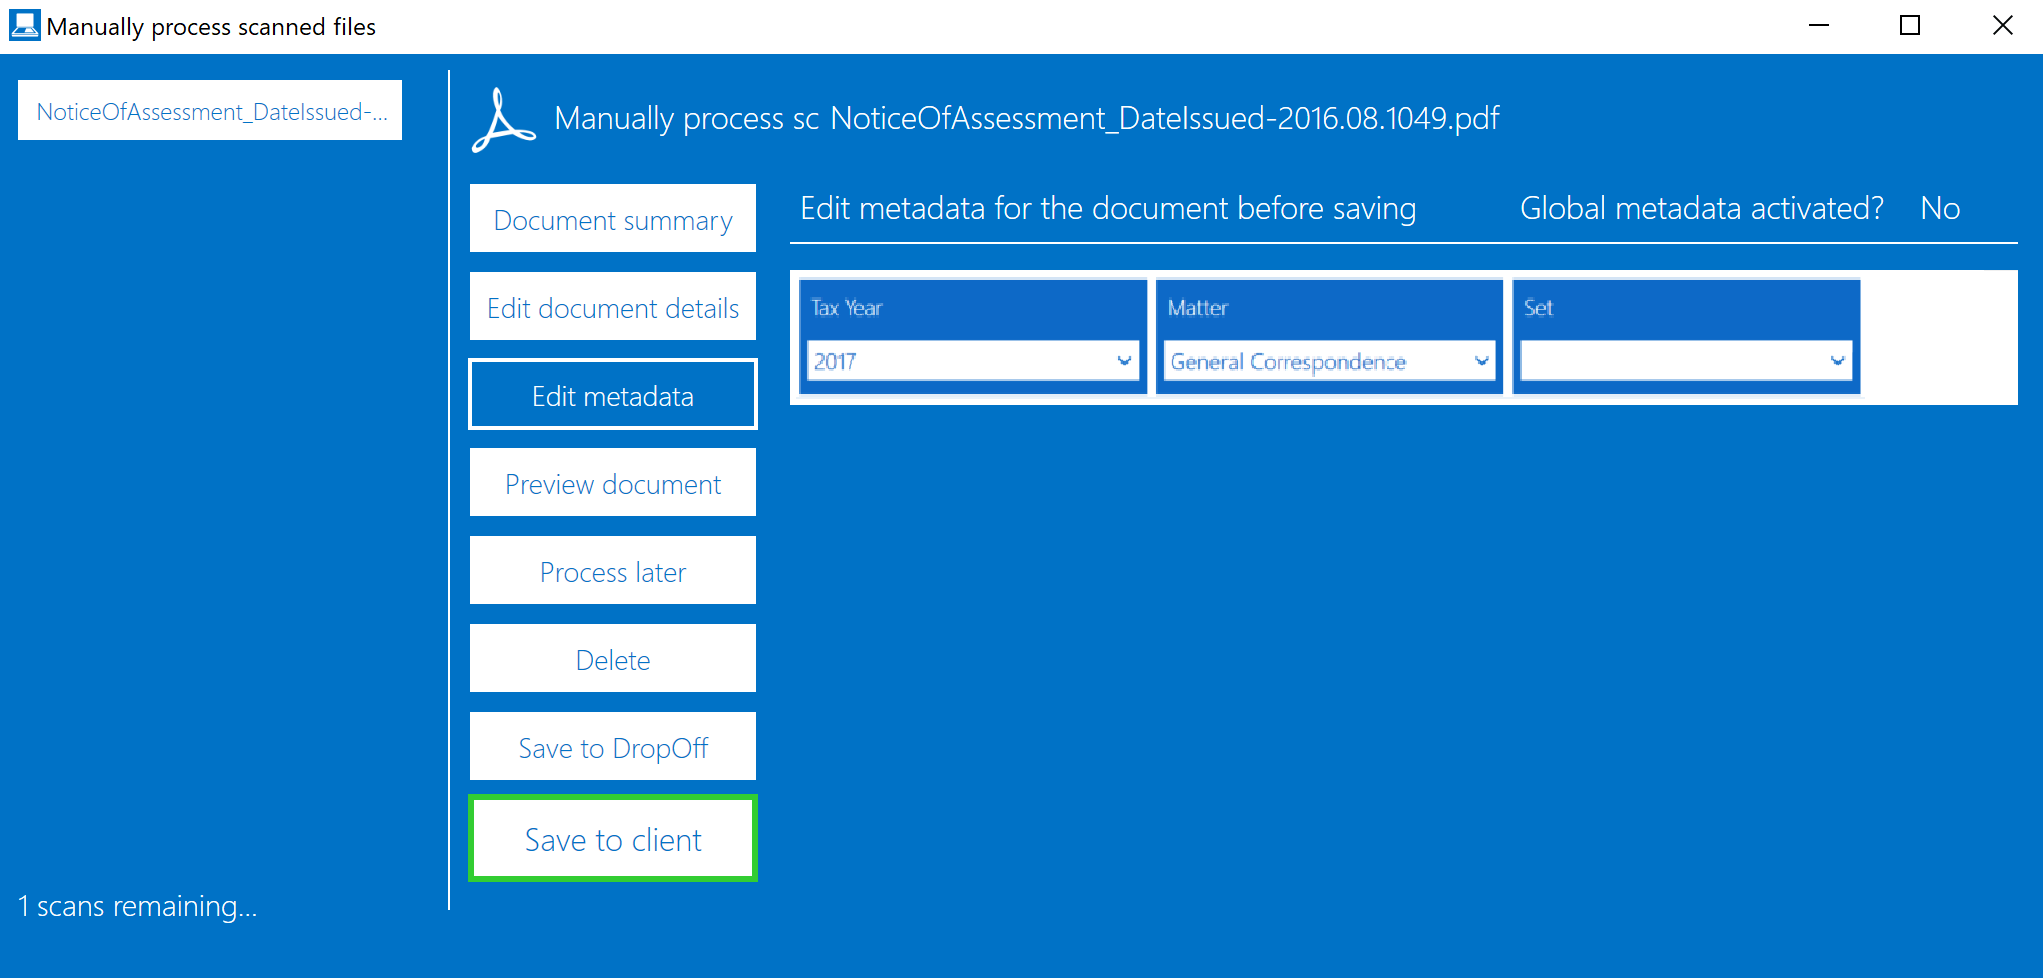 Manually process scanned files
NoticeOfAssessment_DateIssued-...
Manually process sc NoticeOfAssessment_DateIssued-2016.08.1049.pdf
Document summary
Edit document details
Edit metadata
Preview document
Process later
Delete
Save to DropOff
Save to client
Edit metadata for the document before saving Global metadata activated? No
Tax Year Matter Set
2017 General Correspondence
1 scans remaining...